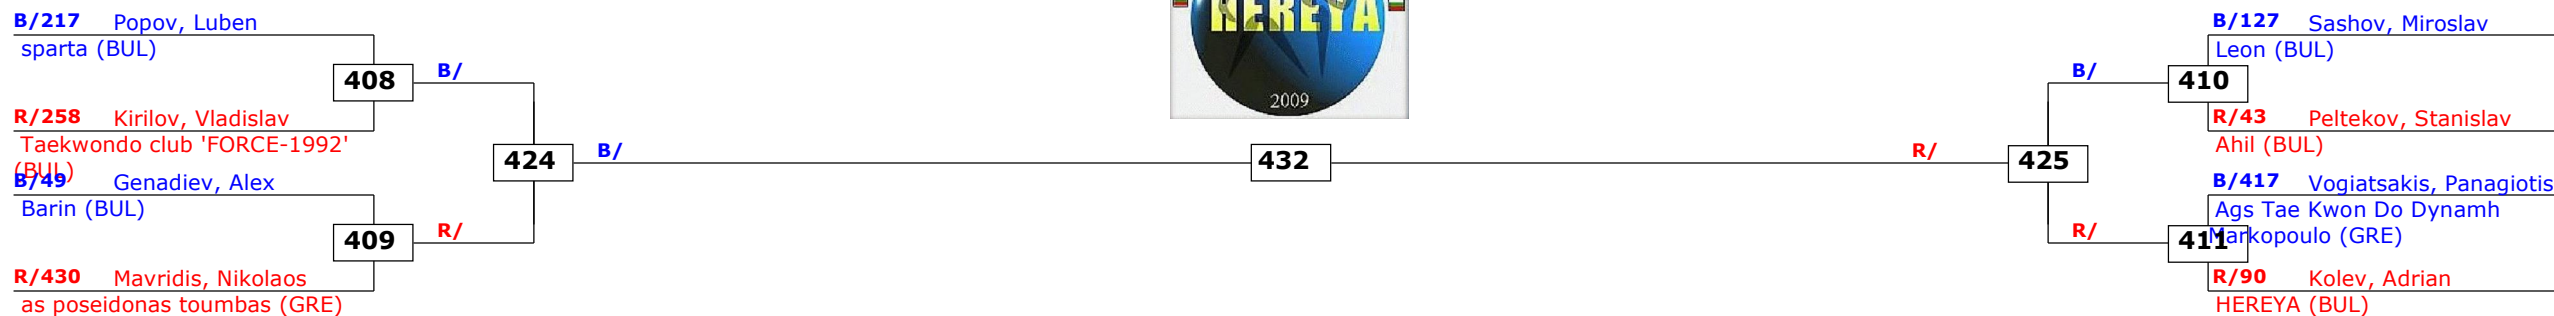 HEREYA
2009
B/217 Popov, Luben
sparta (BUL)
408
B/
R/258 Kirilov, Vladislav
Taekwondo club 'FORCE-1992'
(BUL)
424
B/
B/49 Genadiev, Alex
Barin (BUL)
409
R/
R/430 Mavridis, Nikolaos
as poseidonas toumbas (GRE)
432
B/127 Sashov, Miroslav
Leon (BUL)
B/
410
R/43 Peltekov, Stanislav
Ahil (BUL)
R/
425
B/417 Vogiatsakis, Panagiotis
Ags Tae Kwon Do Dynamh
Markopoulo (GRE)
R/
411
R/90 Kolev, Adrian
HEREYA (BUL)